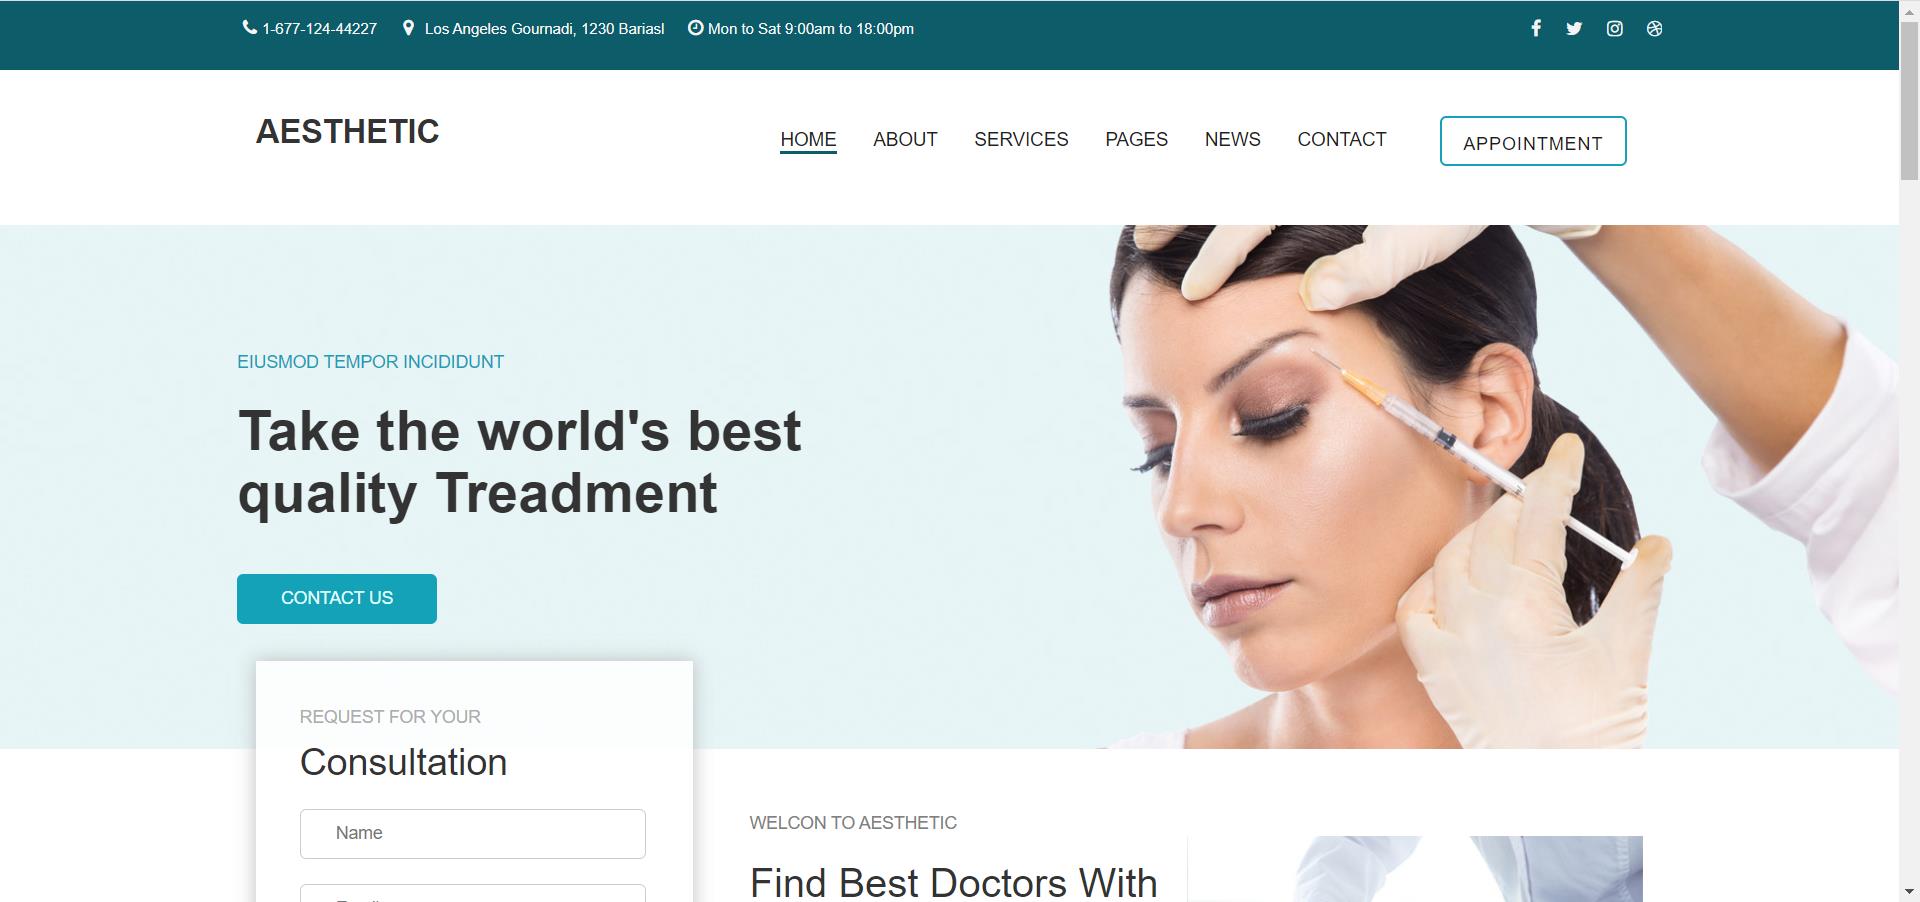 1-677-124-44227
Los Angeles Gournadi, 1230 Bariasl
Mon to Sat 9:00am to 18:00pm
AESTHETIC
HOME
ABOUT
SERVICES
PAGES
NEWS
CONTACT
APPOINTMENT
EIUSMOD TEMPOR INCIDIDUNT
Take the world's best
quality Treadment
CONTACT US
REQUEST FOR YOUR
Consultation
Name
WELCON TO AESTHETIC
Find Best Doctors With